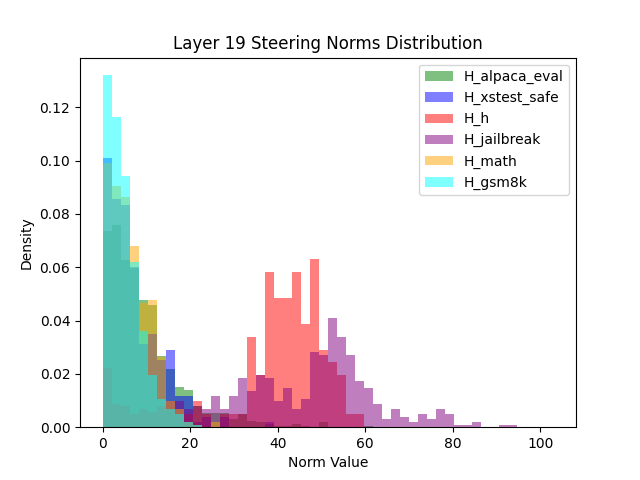 Layer 19 Steering Norms Distribution
H_alpaca_eval
H_xstest_safe
H_h
H_jailbreak
H_math
H_gsm8k
0.12
0.10
0.08
0.06
0.04
0.02
0.00
Density
0 20 40 60 80 100
Norm Value